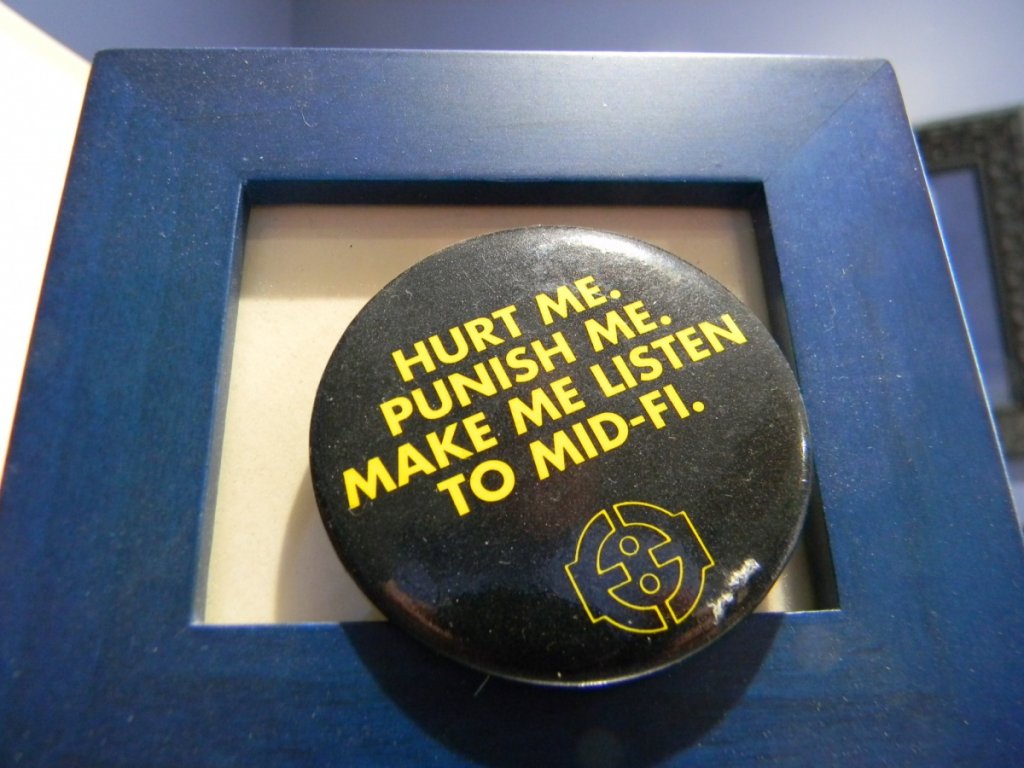 HURT ME.
PUNISH ME.
MAKE ME LISTEN
TO MID-FI.